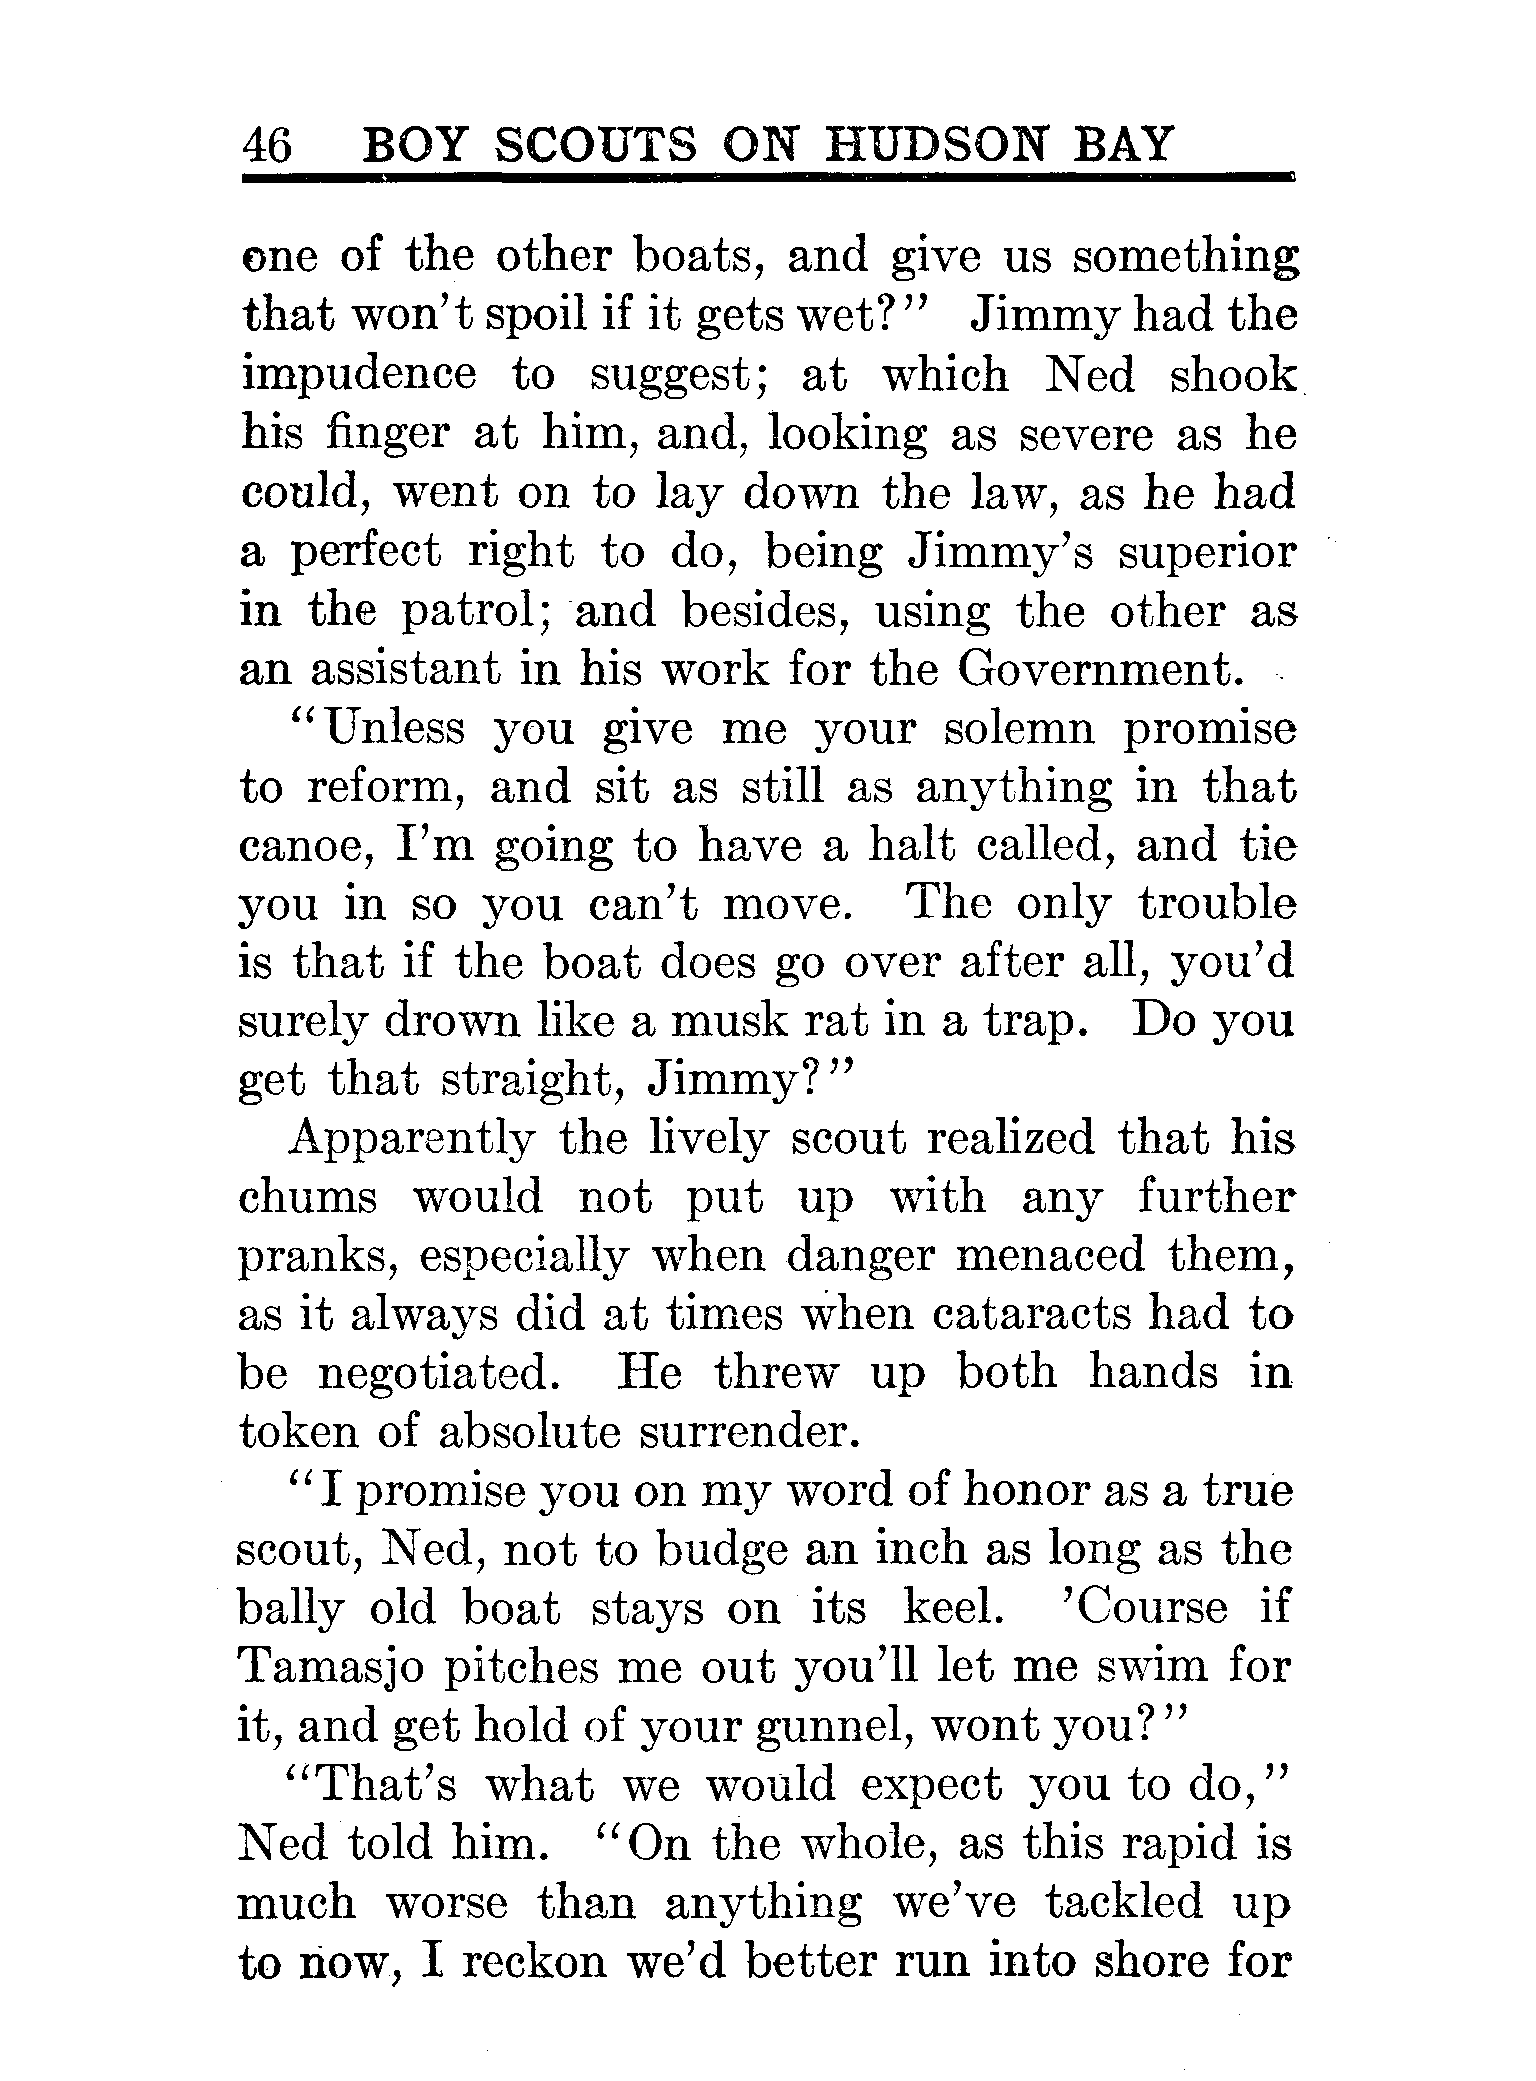 46 BOY SCOUTS ON HUDSON BAY
one of the other boats, and give us something
that won't spoil if it gets wet?" Jimmy had the
impudence to suggest; at which Ned shook
his finger at him, and, looking as severe as he
could, went on to lay down the law, as he had
a perfect right to do, being Jimmy's superior
in the patrol; and besides, using the other as
an assistant in his work for the Government.
"Unless you give me your solemn promise
to reform, and sit as still as anything in that
canoe, I'm going to have a halt called, and tie
you in so you can't move. The only trouble
is that if the boat does go over after all, you'd
surely drown like a musk rat in a trap. Do you
get that straight, Jimmy?"
Apparently the lively scout realized that his
chums would not put up with any further
pranks, especially when danger menaced them,
as it always did at times when cataracts had to
be negotiated. He threw up both hands in
token of absolute surrender.
"I promise you on my word of honor as a true
scout, Ned, not to budge an inch as long as the
bally old boat stays on its keel. 'Course if
Tamasjo pitches me out you'll let me swim for
it, and get hold of your gunnel, wont you?"
"That's what we would expect you to do,"
Ned told him. "On the whole, as this rapid is
much worse than anything we've tackled up
to now, I reckon we'd better run into shore for